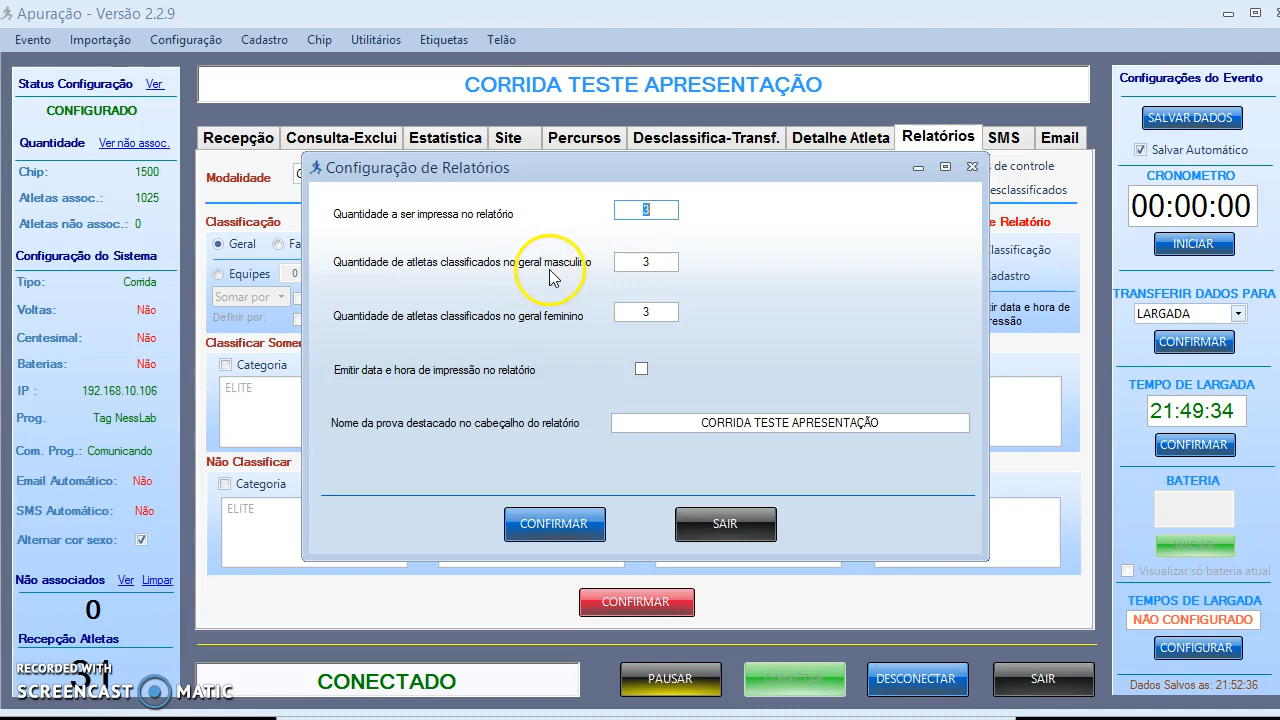 Apuração - Versão 2.2.9
Evento Importação Configuração Cadastro Chip Utilitários Etiquetas Telão
Status Configuração Ver
CONFIGURADO
Quantidade Ver não assoc.
Chip: 1500
Atletas assoc.: 1025
Atletas não assoc.: 0
Configuração do Sistema
Tipo: Corrida
Voltas: Não
Centesimal: Não
Baterias: Não
IP : 192.168.10.106
Prog. Tag NessLab
Com. Prog.: Comunicando
Email Automático: Não
SMS Automático: Não
Alternar cor sexo:
Não associados Ver Limpar
0
Recepção Atletas
31
RECORDED WITH
SCREENCAST MATIC
CORRIDA TESTE APRESENTAÇÃO
Recepção Consulta-Exclui Estatística Site Percursos Desclassifica-Transf. Detalhe Atleta Relatórios SMS Email
Modalidade
s de controle
esclassificados
Classificação
Geral Fa
Equipes 0
Somar por
Definir por:
e Relatório
Classificação
Cadastro
ir data e hora de
ressão
Classificar Some
Categoria
ELITE
Não Classificar
Categoria
ELITE
Configuração de Relatórios
Quantidade a ser impressa no relatório 3
Quantidade de atletas classificados no geral masculino 3
Quantidade de atletas classificados no geral feminino 3
Emitir data e hora de impressão no relatório
Nome da prova destacado no cabeçalho do relatório CORRIDA TESTE APRESENTAÇÃO
CONFIRMAR SAIR
CONFIRMAR
CONECTADO
PAUSAR
DESCONECTAR
SAIR
Configurações do Evento
SALVAR DADOS
Salvar Automático
CRONOMETRO
00:00:00
INICIAR
TRANSFERIR DADOS PARA
LARGADA
CONFIRMAR
TEMPO DE LARGADA
21:49:34
CONFIRMAR
BATERIA
Visualizar só bateria atual
TEMPOS DE LARGADA
NÃO CONFIGURADO
CONFIGURAR
Dados Salvos as: 21:52:36